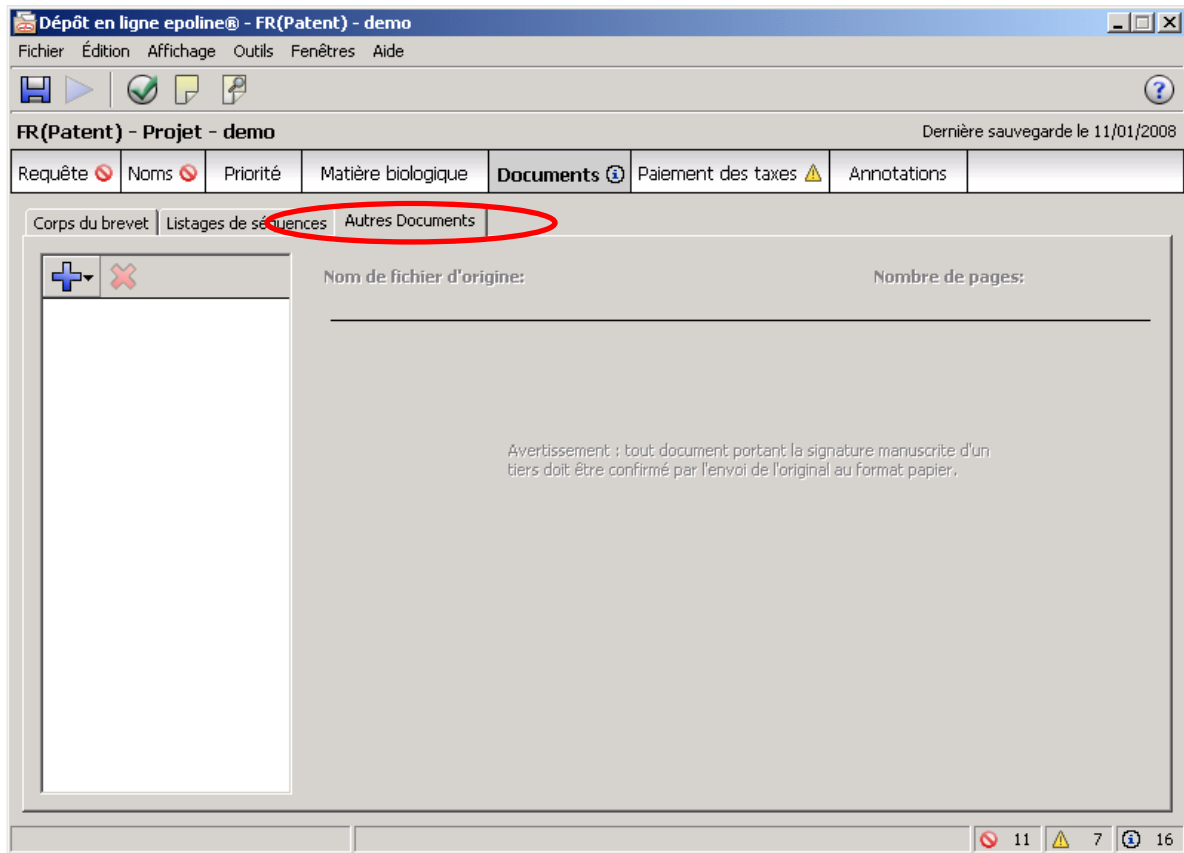 Dépôt en ligne epoline® - FR(Patent) - demo
Fichier Édition Affichage Outils Fenêtres Aide
FR(Patent) - Projet - demo Dernière sauvegarde le 11/01/2008
Requête Noms Priorité Matière biologique Documents Paiement des taxes Annotations
Corps du brevet Listages de séquences Autres Documents
Nom de fichier d'origine: Nombre de pages:
Avertissement : tout document portant la signature manuscrite d'un
tiers doit être confirmé par l'envoi de l'original au format papier.
11 7 16